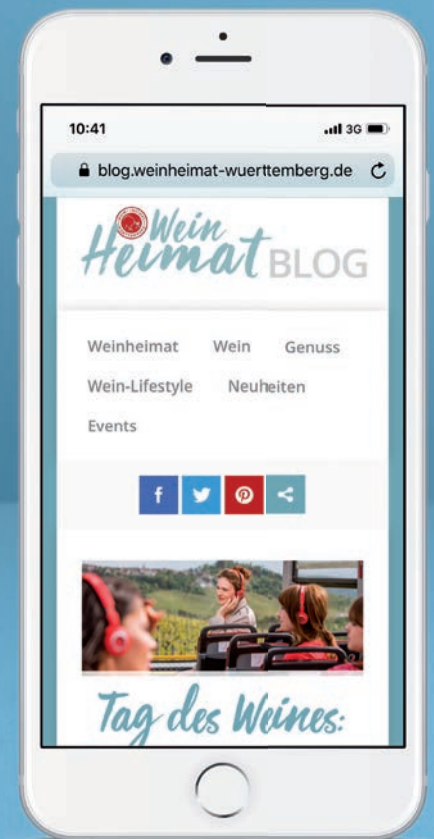 10:41 3G
blog.weinheimat-wuerttemberg.de
Wein
Heimat BLOG
Weinheimat Wein Genuss
Wein-Lifestyle Neuheiten
Events
Tag des Weines: